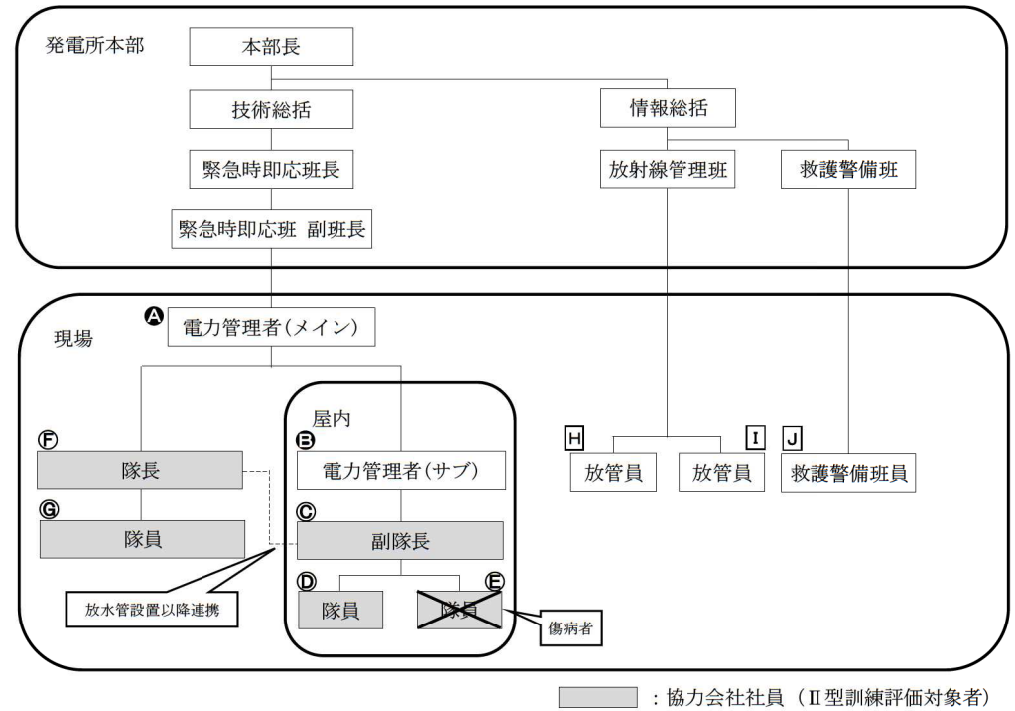 発電所本部
本部長
技術総括
情報総括
緊急時即応班長
放射線管理班
救護警備班
緊急時即応班 副班長
現場
A
電力管理者(メイン)
屋内
F
隊長
B
電力管理者(サブ)
H
放管員
I
放管員
J
救護警備班員
G
隊員
C
副隊長
放水管設置以降連携
D
隊員
E
隊員
傷病者
:協力会社社員(Ⅱ型訓練評価対象者)